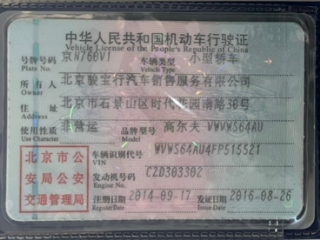 中华人民共和国机动车行驶证
Vehicle License of the People's Republic of China
号牌号码 京N760V1 车辆类型 小型轿车
Plate No. Vehicle Type
所有人 北京骏宝行汽车销售服务有限公司
Owner
住址 北京市石景山区时代花园南路36号
Address
使用性质 非营运 品牌型号 高尔夫 WVWS64AU
Use Character Model
北京市公
安局公安
交通管理局
车辆识别代号 WVWS64AU4FP515521
VIN
发动机号码 CZD303302
Engine No.
注册日期 2014-09-17 发证日期 2016-08-26
Register Date Issue Date